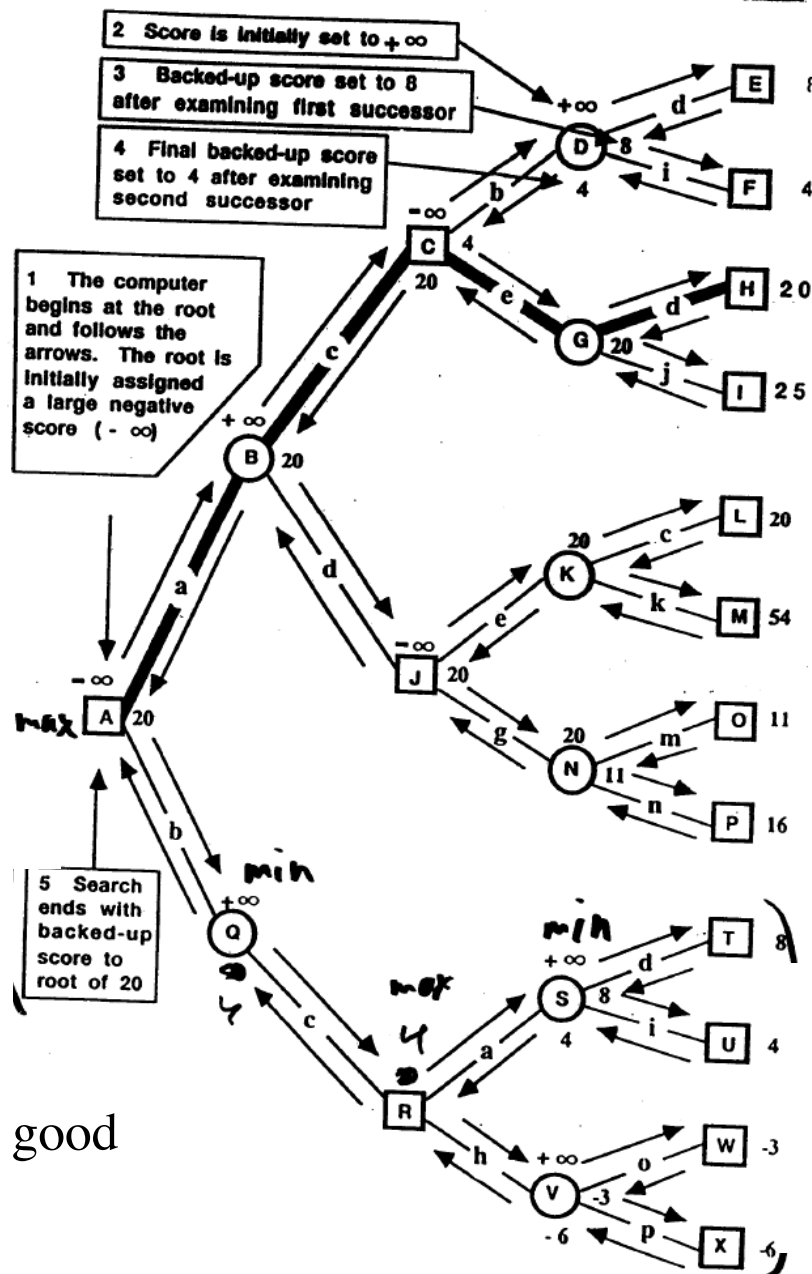 2 Score is initially set to + ∞
3 Backed-up score set to 8
after examining first successor
4 Final backed-up score
set to 4 after examining
second successor
1 The computer
begins at the root
and follows the
arrows. The root is
initially assigned
a large negative
score ( - ∞)
+ ∞
D
8
4
d
E
8
i
F
4
b
- ∞
C
4
20
e
G
20
d
H
20
j
I
25
c
+ ∞
B
20
a
d
- ∞
J
20
e
20
K
c
L
20
k
M
54
g
20
N
11
m
O
11
n
P
16
- ∞
max
A
20
b
5 Search
ends with
backed-up
score to
root of 20
min
+ ∞
Q
4
c
max
4
R
a
min
+ ∞
S
8
4
d
T
8
i
U
4
h
+ ∞
V
-3
- 6
o
W
-3
p
X
-6
good